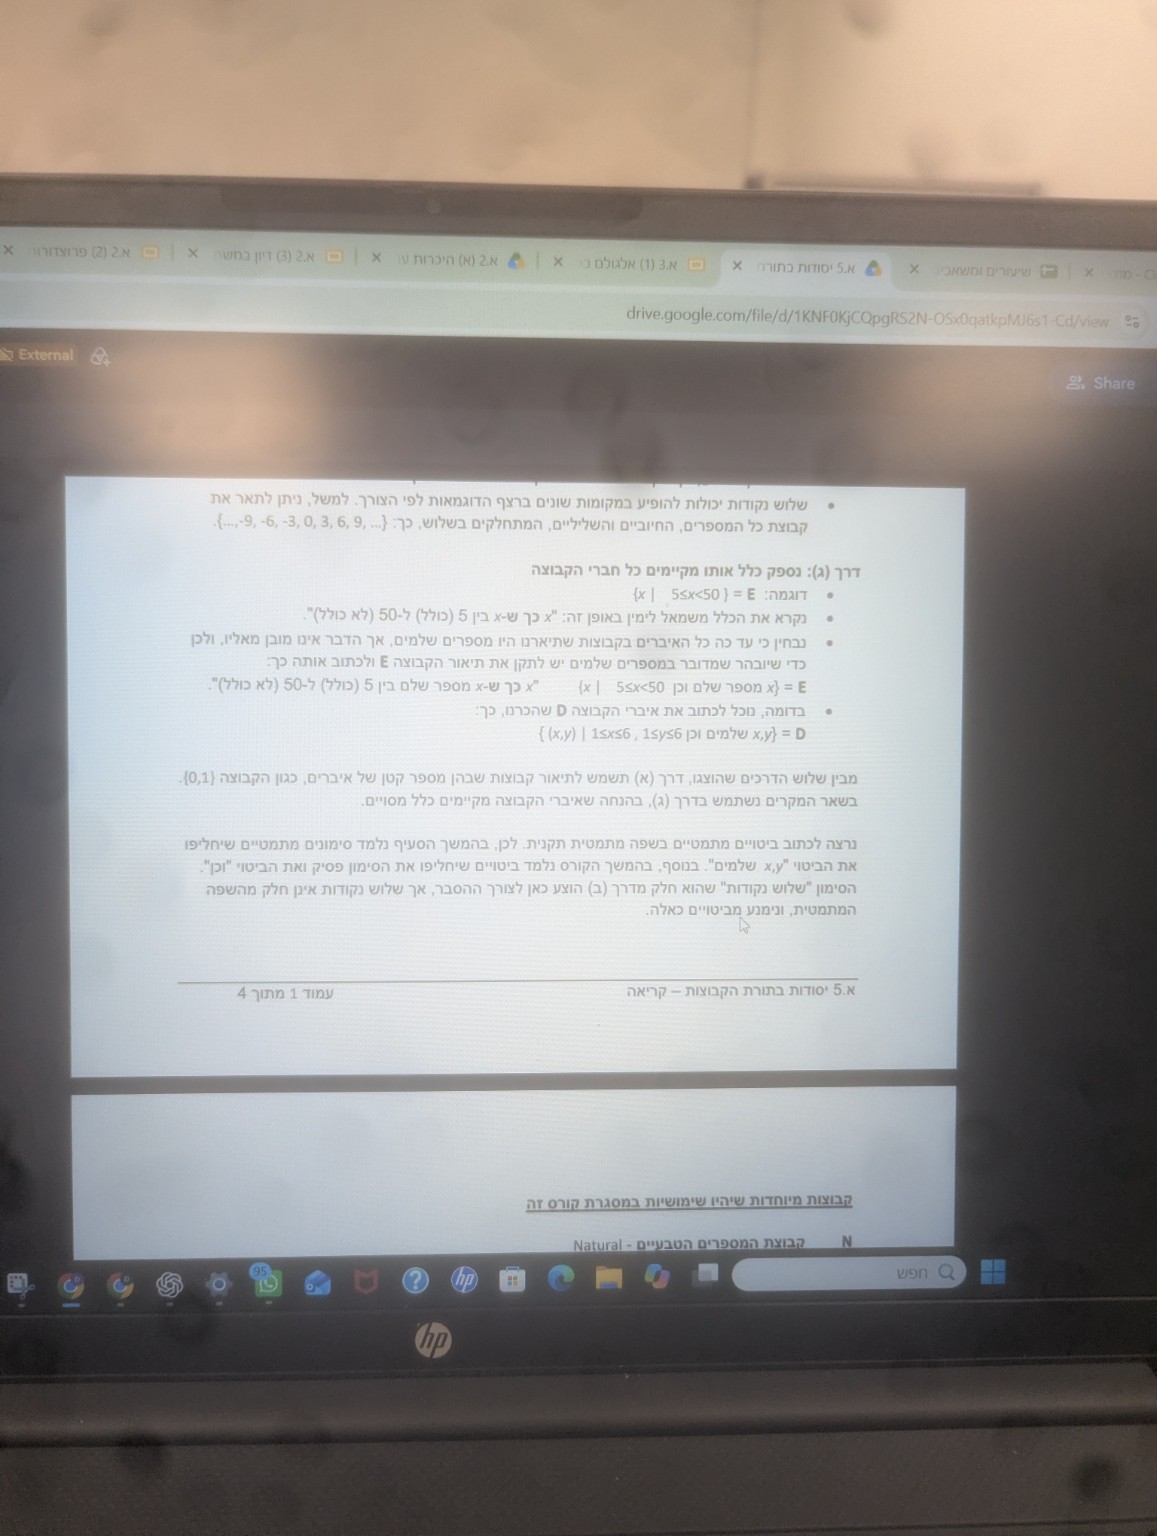 א.2 (2) פרוצדורות
א.2 (3) דיון במש
א.2 (א) היכרות
א.3 (1) אלגולם
א.5 יסודות בתורת
שיעורים ומשאבי
drive.google.com/file/d/1KNF0KjCQpgRS2N-OSx0qatkpMJ6s1-Cd/view
External
Share
• שלוש נקודות יכולות להופיע במקומות שונים ברצף הדוגמאות לפי הצורך. למשל, ניתן לתאר את
קבוצת כל המספרים, החיוביים והשליליים, המתחלקים בשלוש, כך: {...,-9, -6, -3, 0, 3, 6, 9, ...}.
דרך (ג): נספק כלל אותו מקיימים כל חברי הקבוצה
• דוגמה: E = {x | 5≤x<50 }
• נקרא את הכלל משמאל לימין באופן זה: "x כך ש-x בין 5 (כולל) ל-50 (לא כולל)".
• נבחין כי עד כה כל האיברים בקבוצות שתיארנו היו מספרים שלמים, אך הדבר אינו מובן מאליו, ולכן
כדי שיובהר שמדובר במספרים שלמים יש לתקן את תיאור הקבוצה E ולכתוב אותה כך:
E = {x מספר שלם וכן 5≤x<50 | x} "x כך ש-x מספר שלם בין 5 (כולל) ל-50 (לא כולל)".
• בדומה, נוכל לכתוב את איברי הקבוצה D שהכרנו, כך:
D = {x,y שלמים וכן 1≤x≤6 , 1≤y≤6 | (x,y) }
מבין שלוש הדרכים שהוצגו, דרך (א) תשמש לתיאור קבוצות שבהן מספר קטן של איברים, כגון הקבוצה {0,1}.
בשאר המקרים נשתמש בדרך (ג), בהנחה שאיברי הקבוצה מקיימים כלל מסויים.
נרצה לכתוב ביטויים מתמטיים בשפה מתמטית תקנית. לכן, בהמשך הסעיף נלמד סימונים מתמטיים שיחליפו
את הביטוי "x,y שלמים". בנוסף, בהמשך הקורס נלמד ביטויים שיחליפו את הסימון פסיק ואת הביטוי "וכן".
הסימון "שלוש נקודות" שהוא חלק מדרך (ב) הוצע כאן לצורך ההסבר, אך שלוש נקודות אינן חלק מהשפה
המתמטית, ונימנע מביטויים כאלה.
א.5 יסודות בתורת הקבוצות – קריאה עמוד 1 מתוך 4
קבוצות מיוחדות שיהיו שימושיות במסגרת קורס זה
N קבוצת המספרים הטבעיים - Natural
חפש
95
hp
hp